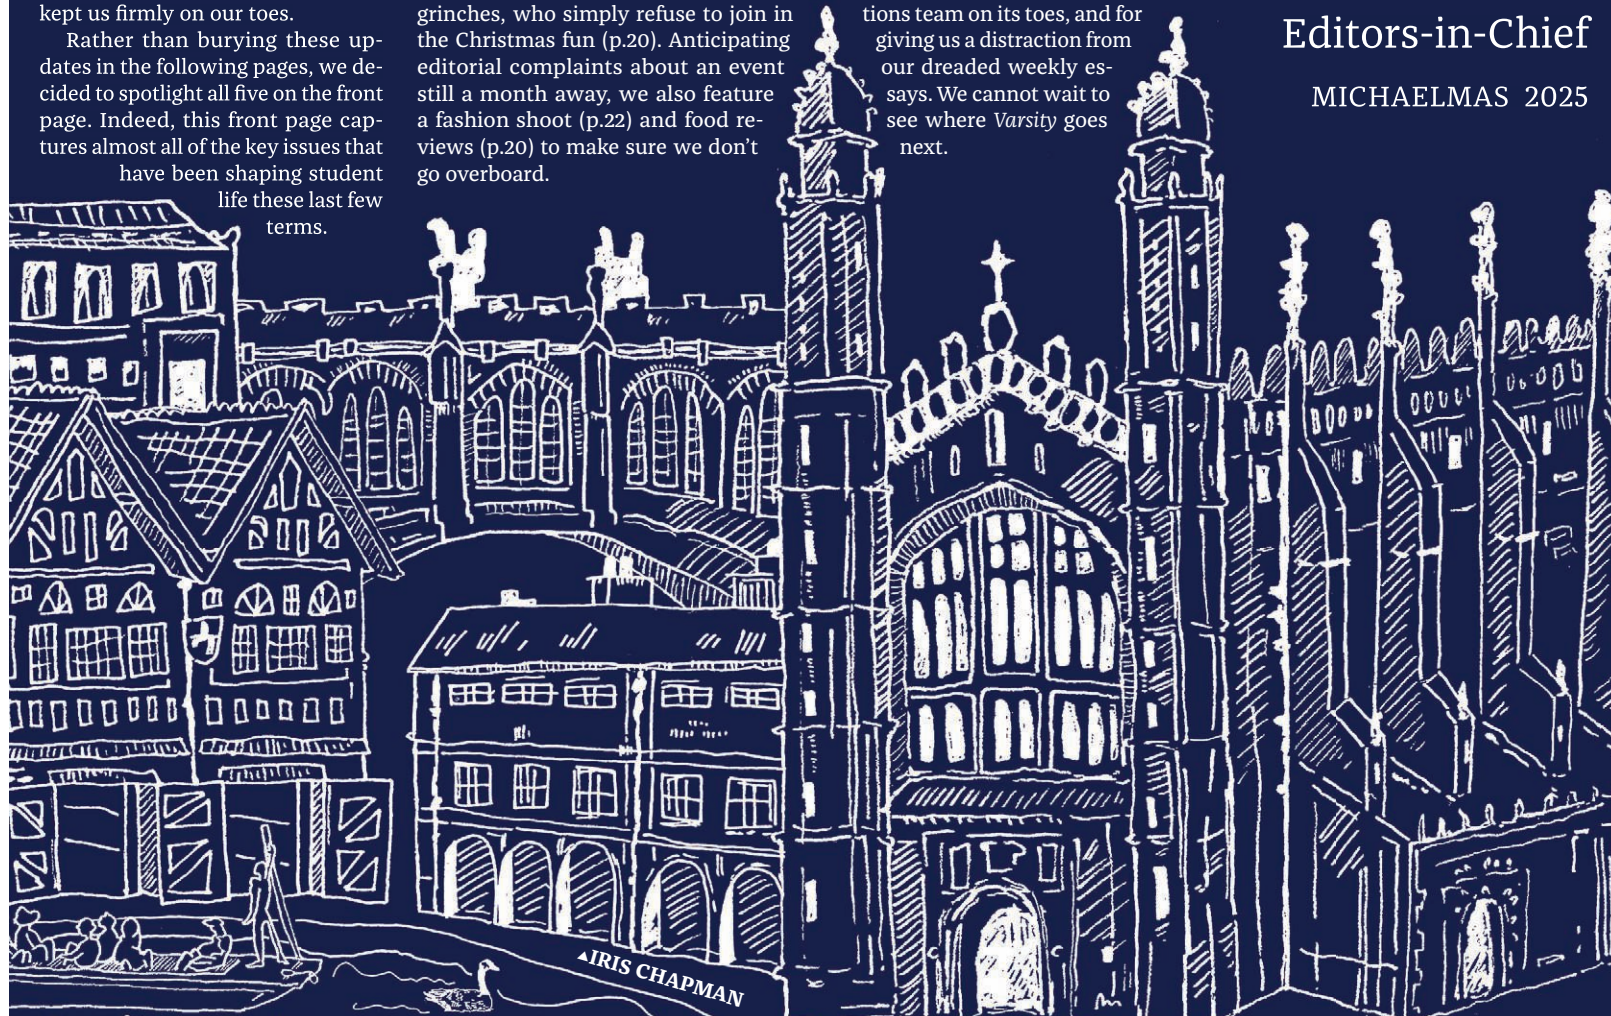 kept us firmly on our toes.
Rather than burying these up-
dates in the following pages, we de-
cided to spotlight all five on the front
page. Indeed, this front page cap-
tures almost all of the key issues that
have been shaping student
life these last few
terms.
grinches, who simply refuse to join in
the Christmas fun (p.20). Anticipating
editorial complaints about an event
still a month away, we also feature
a fashion shoot (p.22) and food re-
views (p.20) to make sure we don’t
go overboard.
tions team on its toes, and for
giving us a distraction from
our dreaded weekly es-
says. We cannot wait to
see where Varsity goes
next.
Editors-in-Chief
MICHAELMAS 2025
▲IRIS CHAPMAN